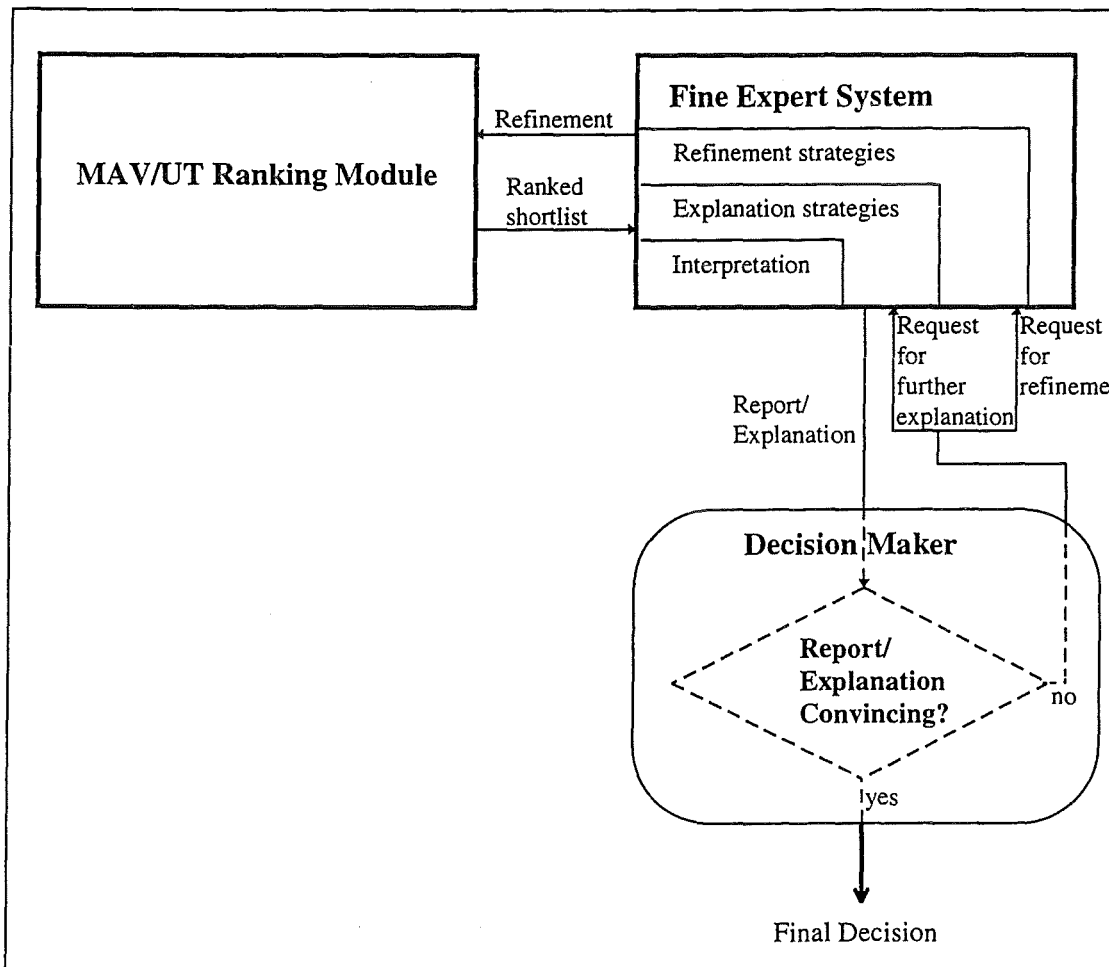 Fine Expert System
MAV/UT Ranking Module
Refinement
Refinement strategies
Ranked
shortlist
Explanation strategies
Interpretation
Request
for
further
explanation
Request
for
refineme
Report/
Explanation
Decision Maker
Report/
Explanation
Convincing?
no
yes
Final Decision